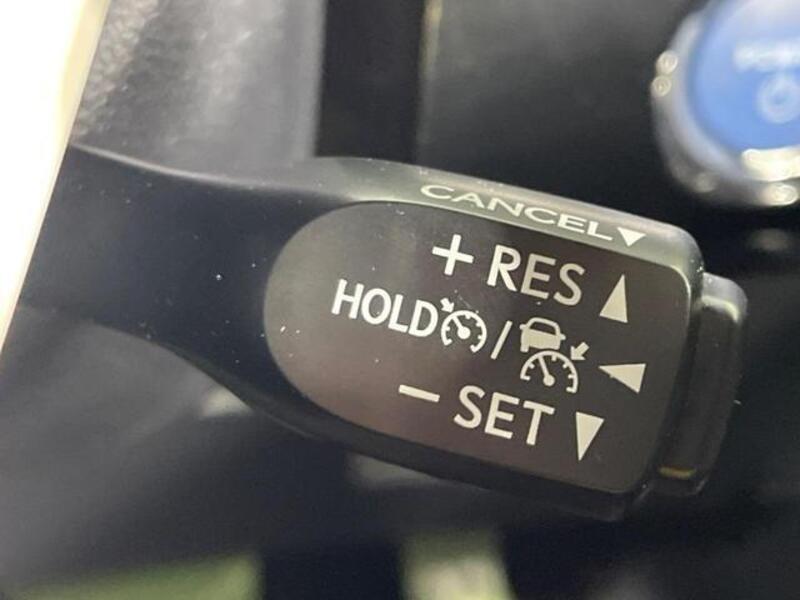 CANCEL▼
+ RES ▲
HOLD / ◀
− SET ▼